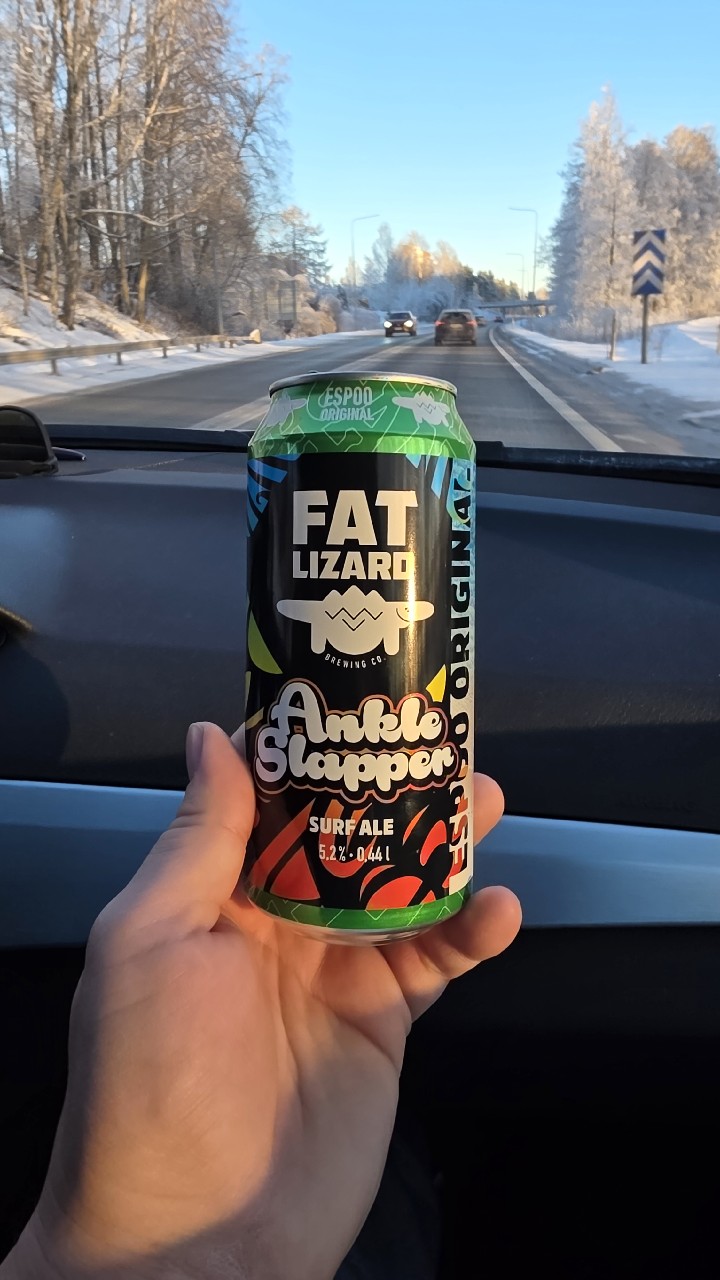 ESPOO
ORIGINAL
FAT
LIZARD
BREWING CO.
Ankle
Slapper
SURF ALE
5,2% • 0,44 l
ESPOO ORIGINAL